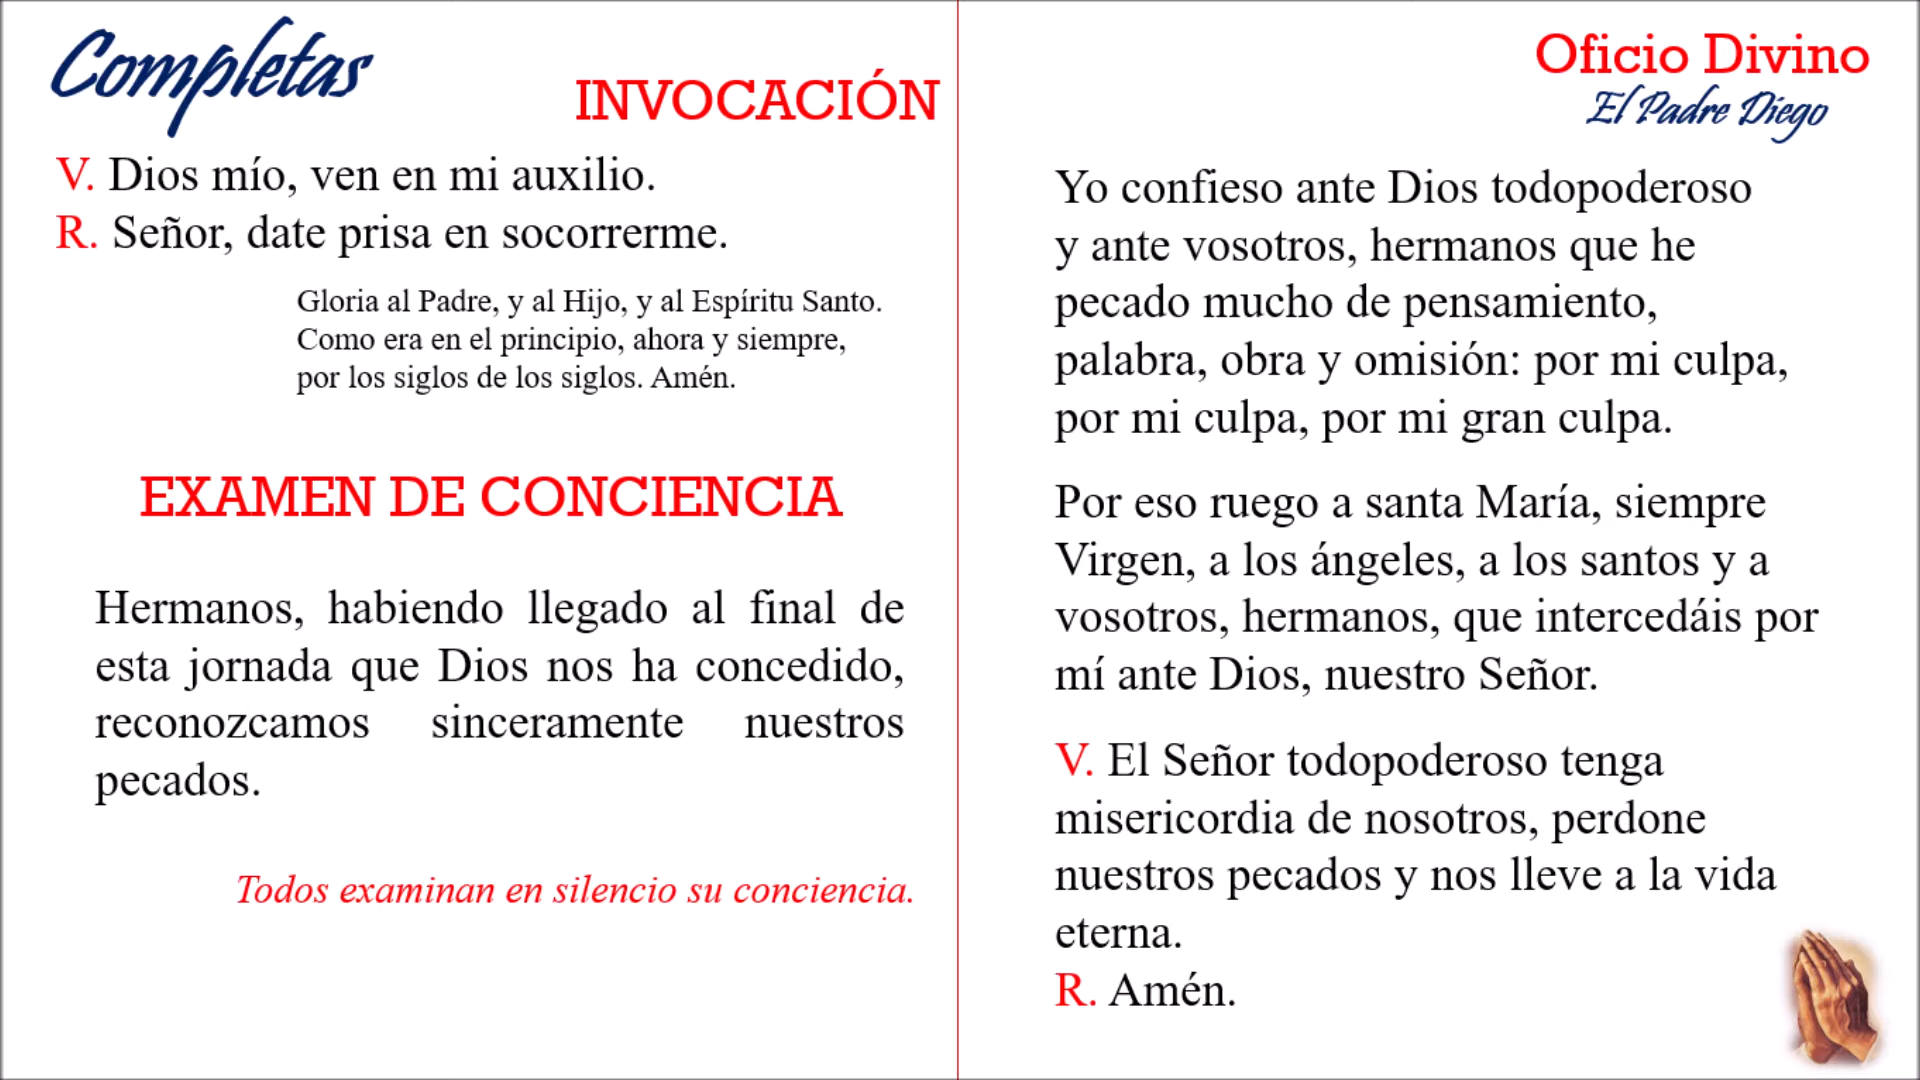 Completas
INVOCACIÓN
V. Dios mío, ven en mi auxilio.
R. Señor, date prisa en socorrerme.
Gloria al Padre, y al Hijo, y al Espíritu Santo.
Como era en el principio, ahora y siempre,
por los siglos de los siglos. Amén.
EXAMEN DE CONCIENCIA
Hermanos, habiendo llegado al final de
esta jornada que Dios nos ha concedido,
reconozcamos sinceramente nuestros
pecados.
Todos examinan en silencio su conciencia.
Oficio Divino
El Padre Diego
Yo confieso ante Dios todopoderoso
y ante vosotros, hermanos que he
pecado mucho de pensamiento,
palabra, obra y omisión: por mi culpa,
por mi culpa, por mi gran culpa.
Por eso ruego a santa María, siempre
Virgen, a los ángeles, a los santos y a
vosotros, hermanos, que intercedáis por
mí ante Dios, nuestro Señor.
V. El Señor todopoderoso tenga
misericordia de nosotros, perdone
nuestros pecados y nos lleve a la vida
eterna.
R. Amén.